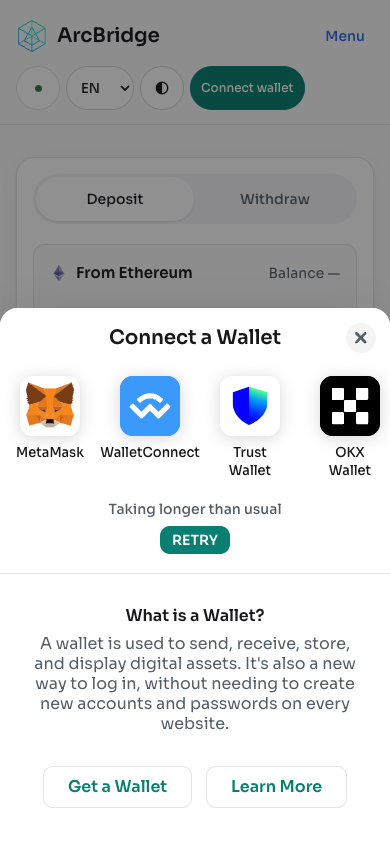 ArcBridge
Menu
EN
Connect wallet
Deposit
Withdraw
From Ethereum
Balance —
Connect a Wallet
MetaMask
WalletConnect
Trust
Wallet
OKX
Wallet
Taking longer than usual
RETRY
What is a Wallet?
A wallet is used to send, receive, store,
and display digital assets. It's also a new
way to log in, without needing to create
new accounts and passwords on every
website.
Get a Wallet
Learn More